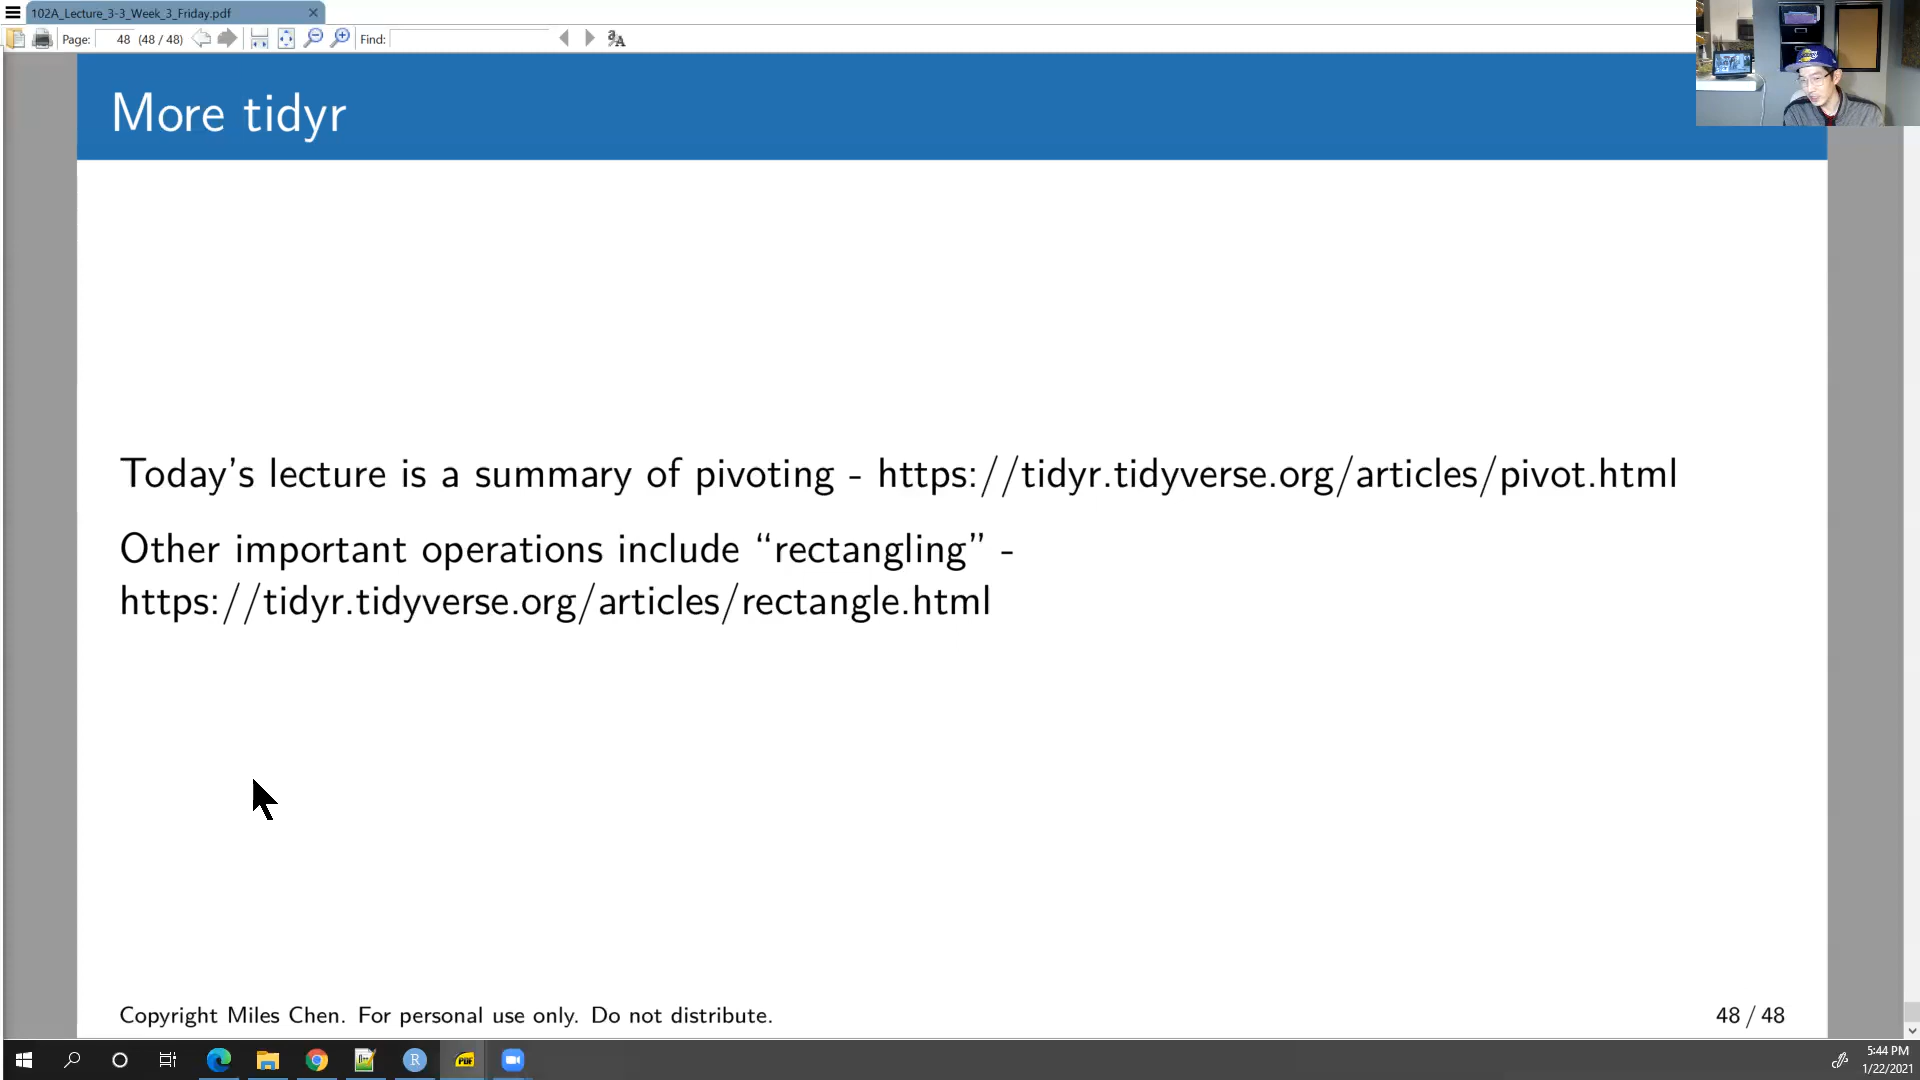 102A_Lecture_3-3_Week_3_Friday.pdf
Page: 48 (48 / 48) Find:
More tidyr
Today's lecture is a summary of pivoting - https://tidyr.tidyverse.org/articles/pivot.html
Other important operations include “rectangling” -
https://tidyr.tidyverse.org/articles/rectangle.html
Copyright Miles Chen. For personal use only. Do not distribute.
48 / 48
5:44 PM
1/22/2021